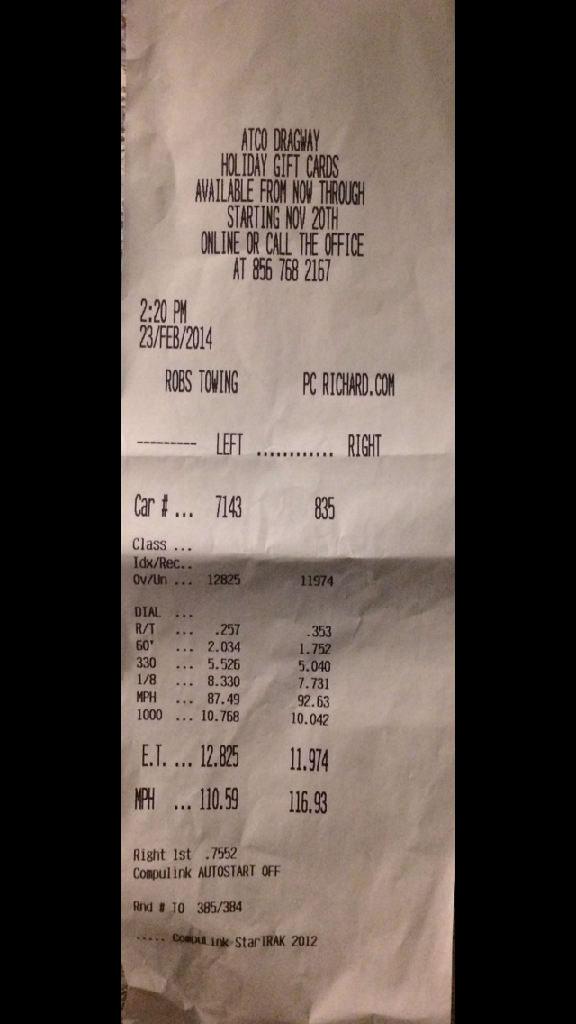 ATCO DRAGWAY
HOLIDAY GIFT CARDS
AVAILABLE FROM NOW THROUGH
STARTING NOV 20TH
ONLINE OR CALL THE OFFICE
AT 856 768 2167
2:20 PM
23/FEB/2014
ROBS TOWING PC RICHARD.COM
--------- LEFT ............ RIGHT
Car # ... 7143 835
Class ...
Idx/Rec..
Ov/Un ... 12825 11974
DIAL ...
R/T ... .257 .353
60' ... 2.034 1.752
330 ... 5.526 5.040
1/8 ... 8.330 7.731
MPH ... 87.49 92.63
1000 ... 10.768 10.042
E.T. ... 12.825 11.974
MPH ... 110.59 116.93
Right 1st .7552
Compulink AUTOSTART OFF
Rnd # TO 385/384
..... CompuLink StarTRAK 2012